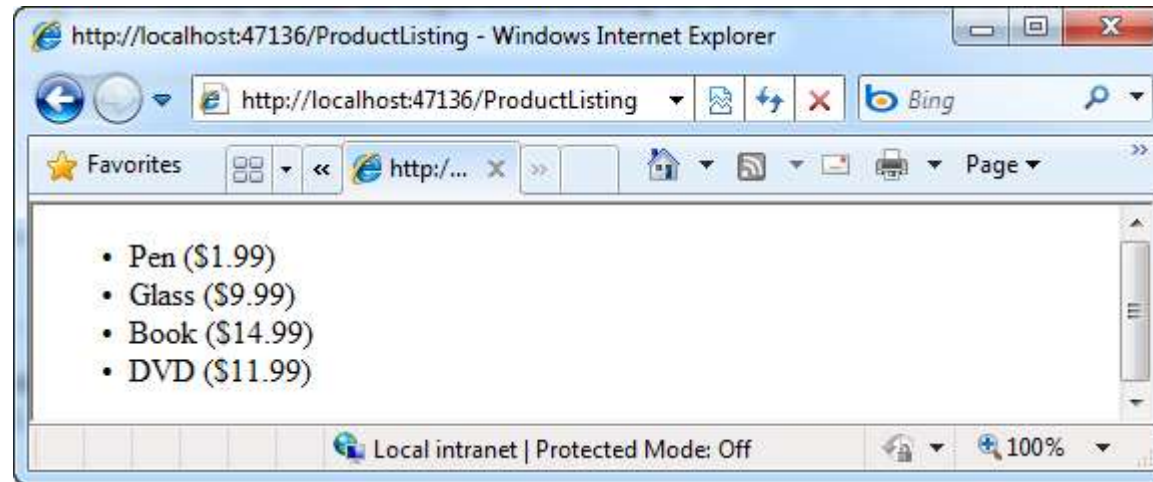 http://localhost:47136/ProductListing - Windows Internet Explorer
http://localhost:47136/ProductListing
Bing
Favorites
http:/...
Page
• Pen ($1.99)
• Glass ($9.99)
• Book ($14.99)
• DVD ($11.99)
Local intranet | Protected Mode: Off
100%